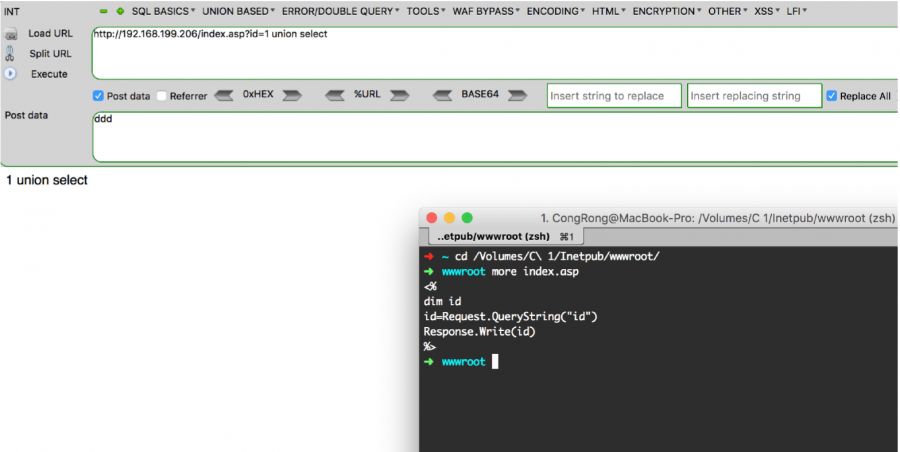 INT
SQL BASICS UNION BASED ERROR/DOUBLE QUERY TOOLS WAF BYPASS ENCODING HTML ENCRYPTION OTHER XSS LFI
Load URL
http://192.168.199.206/index.asp?id=1 union select
Split URL
Execute
Post data Referrer 0xHEX %URL BASE64 Insert string to replace Insert replacing string Replace All
Post data
ddd
1 union select
1. CongRong@MacBook-Pro: /Volumes/C 1/Inetpub/wwwroot (zsh)
..etpub/wwwroot (zsh) ⌘1
➜ ~ cd /Volumes/C\ 1/Inetpub/wwwroot/
➜ wwwroot more index.asp
<%
dim id
id=Request.QueryString("id")
Response.Write(id)
%>
➜ wwwroot